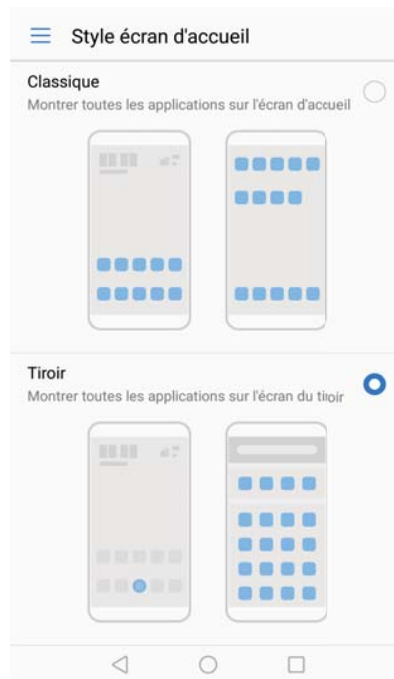 Style écran d'accueil
Classique
Montrer toutes les applications sur l'écran d'accueil
Tiroir
Montrer toutes les applications sur l'écran du tiroir